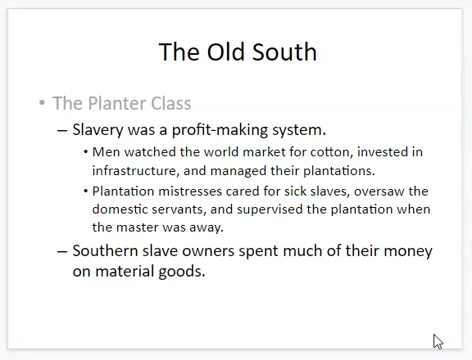 The Old South
• The Planter Class
– Slavery was a profit-making system.
• Men watched the world market for cotton, invested in
infrastructure, and managed their plantations.
• Plantation mistresses cared for sick slaves, oversaw the
domestic servants, and supervised the plantation when
the master was away.
– Southern slave owners spent much of their money
on material goods.